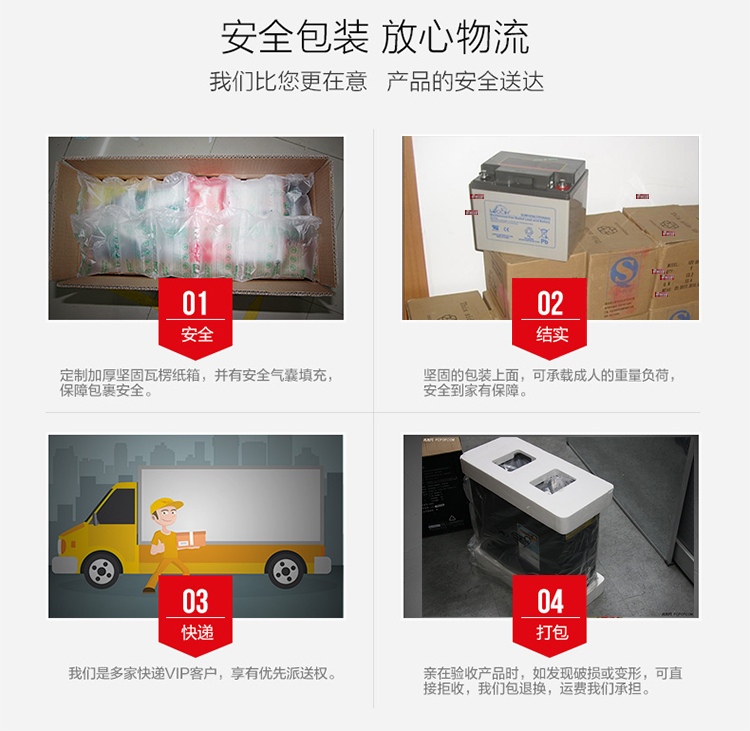 安全包装 放心物流
我们比您更在意 产品的安全送达
01
安全
定制加厚坚固瓦楞纸箱，并有安全气囊填充，
保障包裹安全。
02
结实
坚固的包装上面，可承载成人的重量负荷，
安全到家有保障。
03
快递
我们是多家快递VIP客户，享有优先派送权。
04
打包
亲在验收产品时，如发现破损或变形，可直
接拒收，我们包退换，运费我们承担。